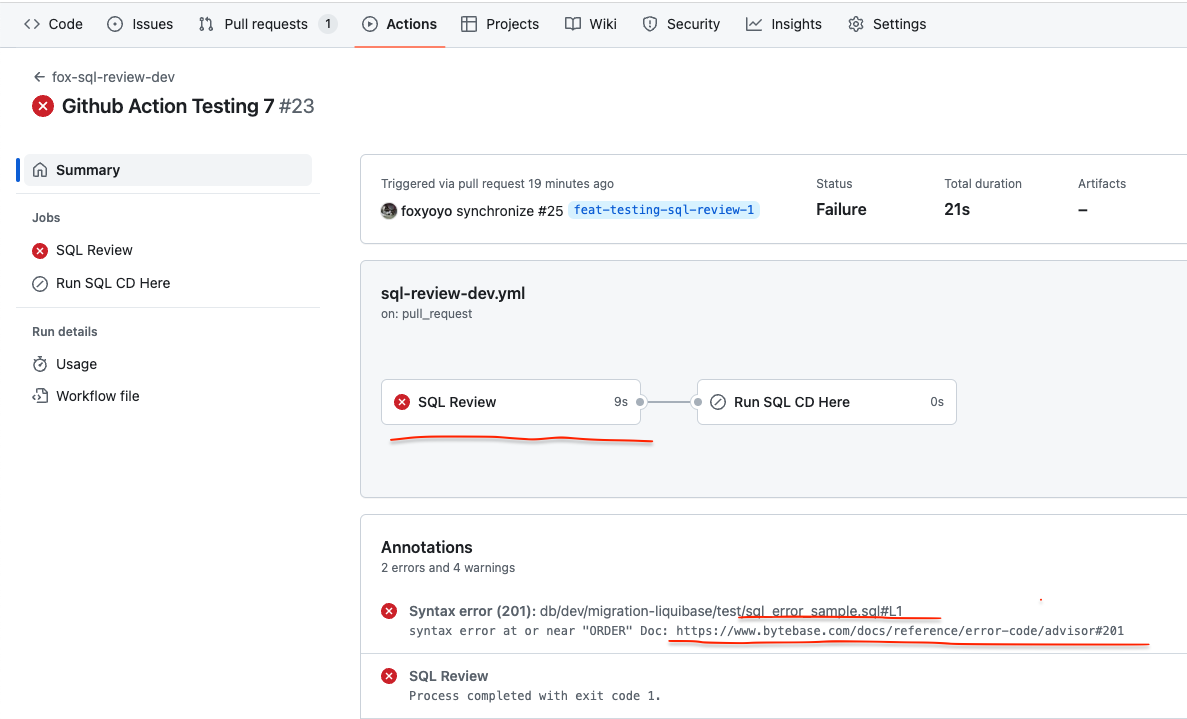 Code Issues Pull requests 1 Actions Projects Wiki Security Insights Settings
fox-sql-review-dev
Github Action Testing 7 #23
Summary
Jobs
SQL Review
Run SQL CD Here
Run details
Usage
Workflow file
Triggered via pull request 19 minutes ago
foxyoyo synchronize #25 feat-testing-sql-review-1
Status
Failure
Total duration
21s
Artifacts
–
sql-review-dev.yml
on: pull_request
SQL Review 9s
Run SQL CD Here 0s
Annotations
2 errors and 4 warnings
Syntax error (201): db/dev/migration-liquibase/test/sql_error_sample.sql#L1
syntax error at or near "ORDER" Doc: https://www.bytebase.com/docs/reference/error-code/advisor#201
SQL Review
Process completed with exit code 1.